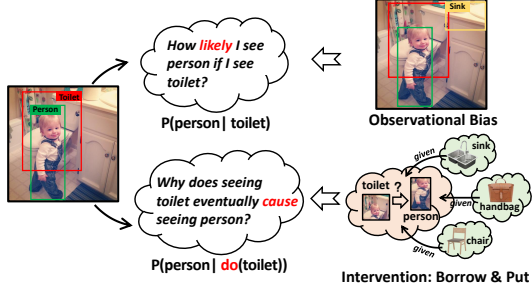 Toilet
Person
How likely I see
person if I see
toilet?
P(person| toilet)
Sink
Observational Bias
Why does seeing
toilet eventually cause
seeing person?
P(person| do(toilet))
toilet ?
person
given
sink
given
handbag
given
chair
Intervention: Borrow & Put